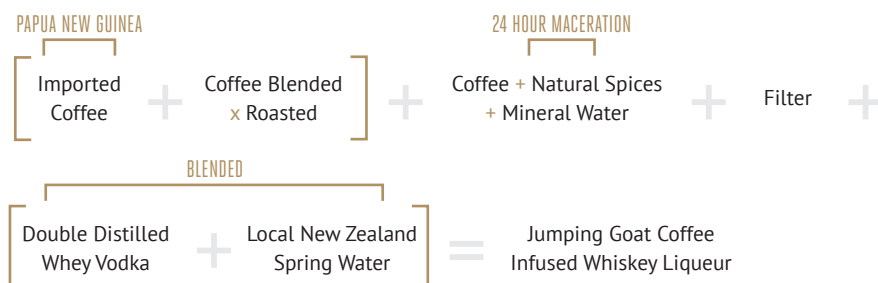 PAPUA NEW GUINEA 24 HOUR MACERATION
Imported Coffee Blended Coffee + Natural Spices
Coffee + x Roasted + + Mineral Water + Filter +
BLENDED
Double Distilled Local New Zealand Jumping Goat Coffee
Whey Vodka + Spring Water = Infused Whiskey Liqueur